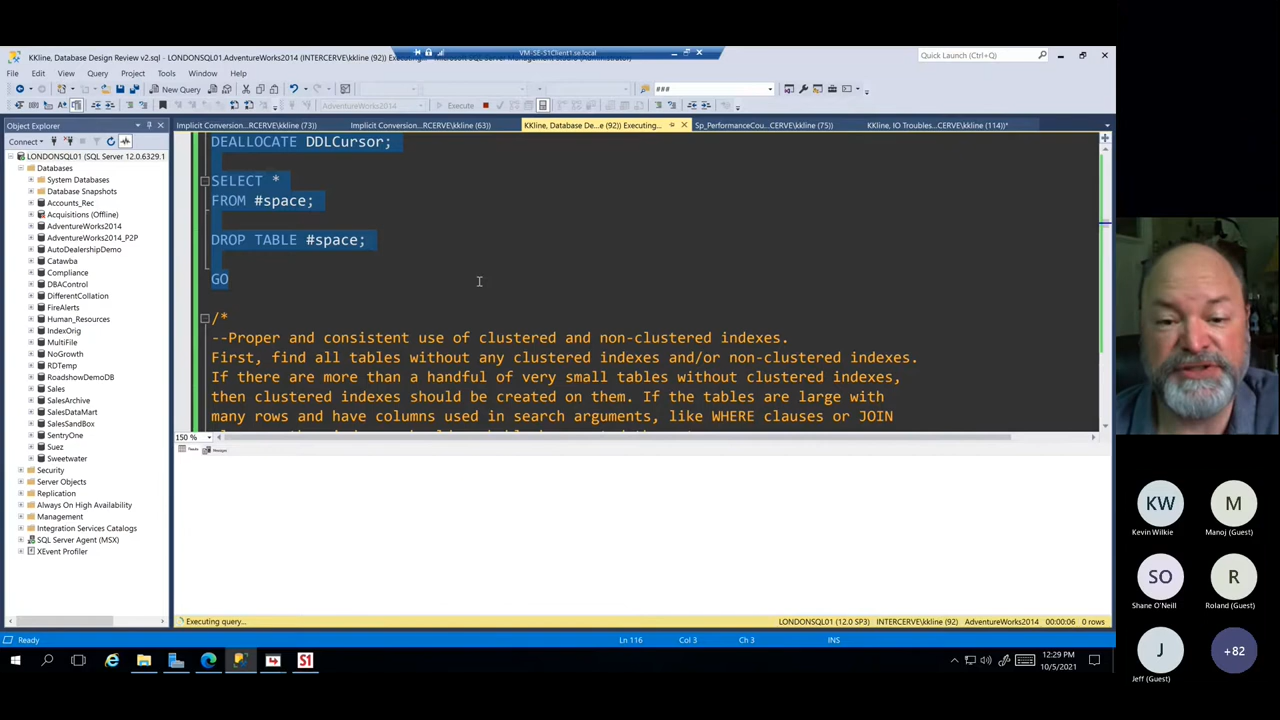 VM-SE-S1Client1.se.local
KKline, Database Design Review v2.sql - LONDONSQL01.AdventureWorks2014 (INTERCERVE\kkline (92)) Executing...
Quick Launch (Ctrl+Q)
File Edit View Query Project Tools Window Help
New Query
###
AdventureWorks2014
Execute
Object Explorer
Implicit Conversion...RCERVE\kkline (73))
Implicit Conversion...RCERVE\kkline (63))
KKline, Database De...e (92)) Executing...
Sp_PerformanceCou...CERVE\kkline (75))
KKline, IO Troubles...CERVE\kkline (114))*
Connect
LONDONSQL01 (SQL Server 12.0.6329.1
Databases
System Databases
Database Snapshots
Accounts_Rec
Acquisitions (Offline)
AdventureWorks2014
AdventureWorks2014_P2P
AutoDealershipDemo
Catawba
Compliance
DBAControl
DifferentCollation
FireAlerts
Human_Resources
IndexOrig
MultiFile
NoGrowth
RDTemp
RoadshowDemoDB
Sales
SalesArchive
SalesDataMart
SalesSandBox
SentryOne
Suez
Sweetwater
Security
Server Objects
Replication
Always On High Availability
Management
Integration Services Catalogs
SQL Server Agent (MSX)
XEvent Profiler
DEALLOCATE DDLCursor;
SELECT *
FROM #space;
DROP TABLE #space;
GO
/*
--Proper and consistent use of clustered and non-clustered indexes.
First, find all tables without any clustered indexes and/or non-clustered indexes.
If there are more than a handful of very small tables without clustered indexes,
then clustered indexes should be created on them. If the tables are large with
many rows and have columns used in search arguments, like WHERE clauses or JOIN
150 %
Results Messages
Executing query...
LONDONSQL01 (12.0 SP3) INTERCERVE\kkline (92) AdventureWorks2014 00:00:06 0 rows
Ready
Ln 116
Col 3
Ch 3
INS
S1
12:29 PM
10/5/2021
KW
Kevin Wilkie
M
Manoj (Guest)
SO
Shane O'Neill
R
Roland (Guest)
J
Jeff (Guest)
+82